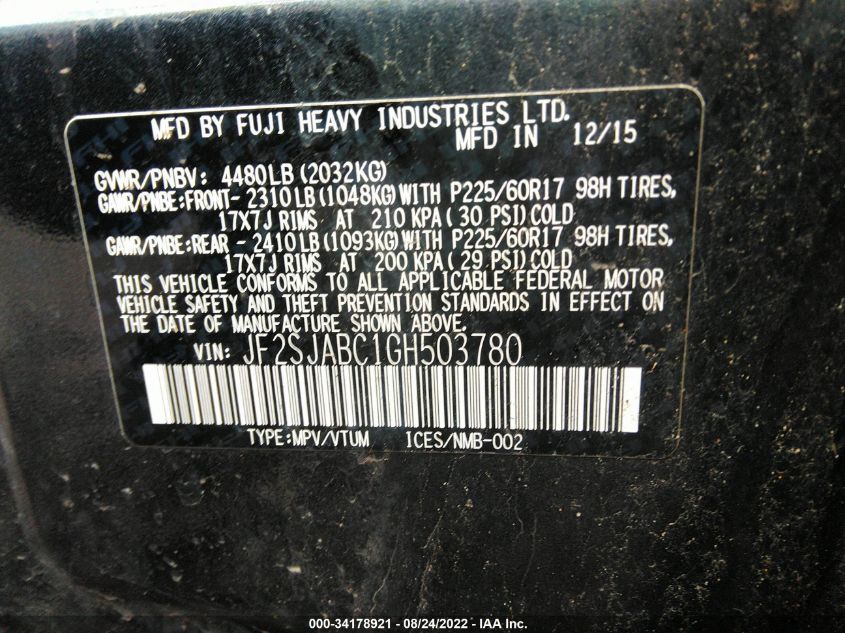 MFD BY FUJI HEAVY INDUSTRIES LTD.
MFD IN 12/15
GVWR/PNBV: 4480LB (2032KG)
GAWR/PNBE:FRONT- 2310LB (1048KG) WITH P225/60R17 98H TIRES,
17X7J RIMS AT 210 KPA ( 30 PSI) COLD
GAWR/PNBE:REAR - 2410LB (1093KG) WITH P225/60R17 98H TIRES,
17X7J RIMS AT 200 KPA ( 29 PSI) COLD
THIS VEHICLE CONFORMS TO ALL APPLICABLE FEDERAL MOTOR
VEHICLE SAFETY AND THEFT PREVENTION STANDARDS IN EFFECT ON
THE DATE OF MANUFACTURE SHOWN ABOVE.
VIN: JF2SJABC1GH503780
TYPE:MPV/VTUM ICES/NMB-002
000-34178921 - 08/24/2022 - IAA Inc.